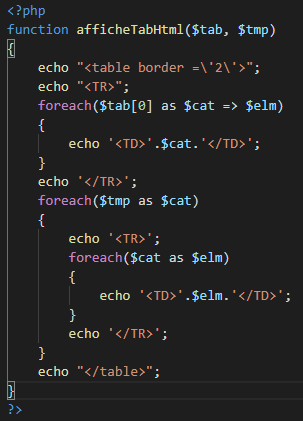 <?php
function afficheTabHtml($tab, $tmp)
{
    echo "<table border =\'2\'>";
    echo "<TR>";
    foreach($tab[0] as $cat => $elm)
    {
        echo '<TD>'.$cat.'</TD>';
    }
    echo '</TR>';
    foreach($tmp as $cat)
    {
        echo '<TR>';
        foreach($cat as $elm)
        {
            echo '<TD>'.$elm.'</TD>';
        }
        echo '</TR>';
    }
    echo "</table>";
}
?>